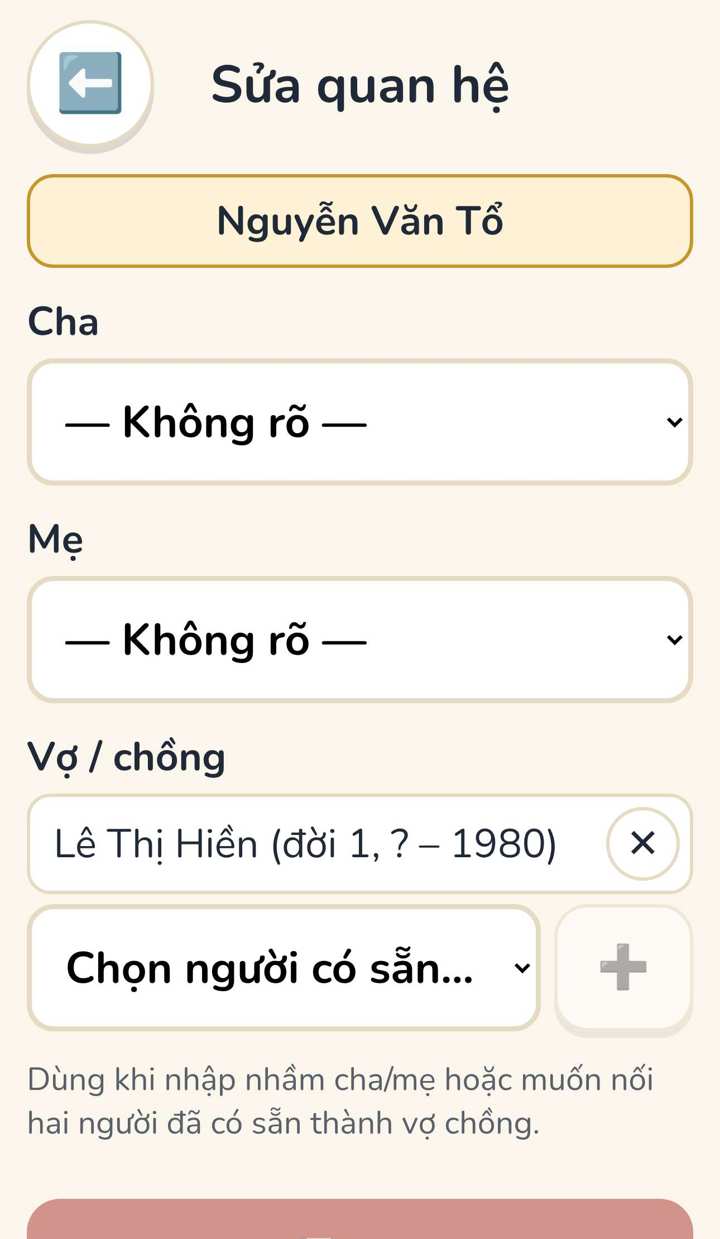 Sửa quan hệ
Nguyễn Văn Tổ
Cha
— Không rõ —
Mẹ
— Không rõ —
Vợ / chồng
Lê Thị Hiền (đời 1, ? – 1980)
Chọn người có sẵn...
Dùng khi nhập nhầm cha/mẹ hoặc muốn nối
hai người đã có sẵn thành vợ chồng.